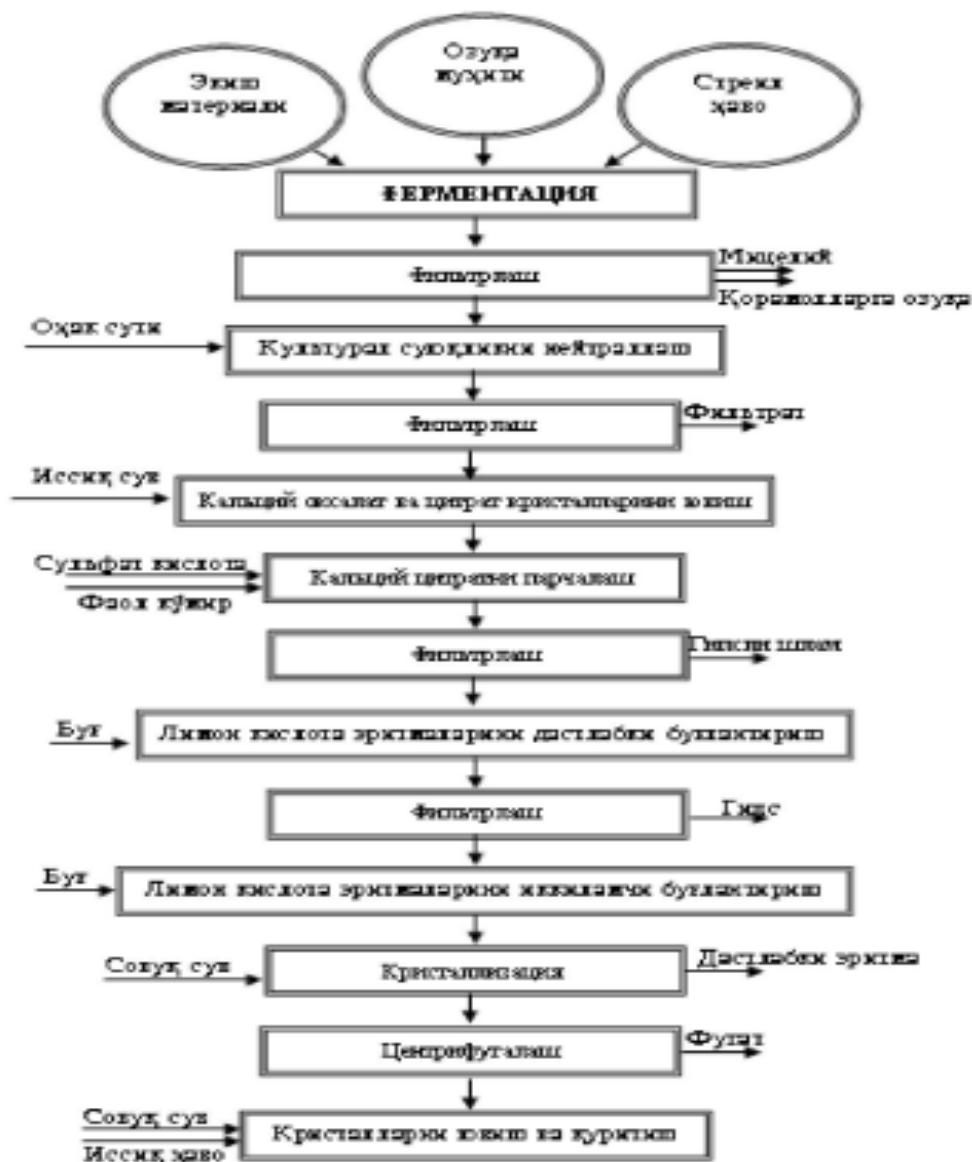 Экиш
материали
Озуқа
муҳити
Стрел
ҳаво
ФЕРМЕНТАЦИЯ
Фильтрлаш
Мицелий
Қорамолларга озуқа
Оҳак сути
Культурал суюқликни нейтраллаш
Фильтрлаш
Фильтрат
Иссиқ сув
Кальций оксалат ва цитрат кристалларини ювиш
Сульфат кислота
Фаол кўмир
Кальций цитратни парчалаш
Фильтрлаш
Гипсли шлам
Буғ
Лимон кислота эритмаларини дастлабки буғлантириш
Фильтрлаш
Гипс
Буғ
Лимон кислота эритмаларини иккиламчи буғлантириш
Совуқ сув
Кристаллизация
Дастлабки эритма
Центрифугалаш
Фугат
Совуқ сув
Иссиқ ҳаво
Кристалларни ювиш ва қуритиш